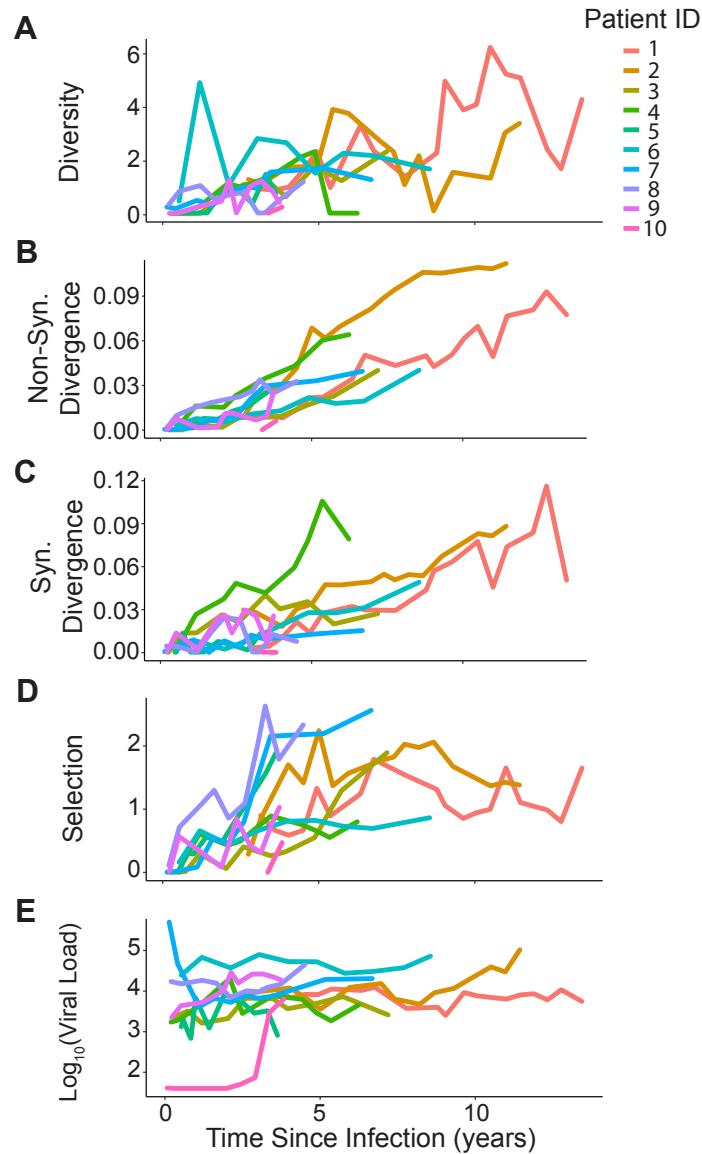 Patient ID
1
2
3
4
5
6
7
8
9
10
A
Diversity
6
4
2
0
B
Non-Syn.
Divergence
0.09
0.06
0.03
0.00
C
Syn.
Divergence
0.12
0.09
0.06
0.03
0.00
D
Selection
2
1
0
E
Log10(Viral Load)
5
4
3
2
0
5
10
Time Since Infection (years)